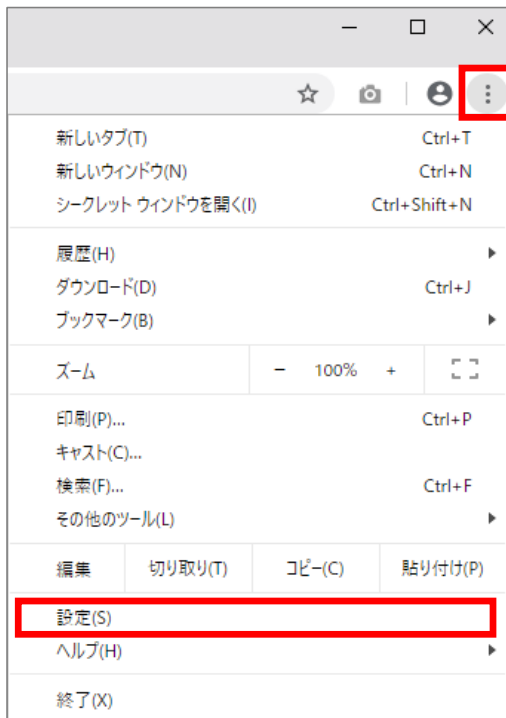 新しいタブ(T) Ctrl+T
新しいウィンドウ(N) Ctrl+N
シークレット ウィンドウを開く(I) Ctrl+Shift+N
履歴(H)
ダウンロード(D) Ctrl+J
ブックマーク(B)
ズーム - 100% +
印刷(P)... Ctrl+P
キャスト(C)...
検索(F)... Ctrl+F
その他のツール(L)
編集 切り取り(T) コピー(C) 貼り付け(P)
設定(S)
ヘルプ(H)
終了(X)